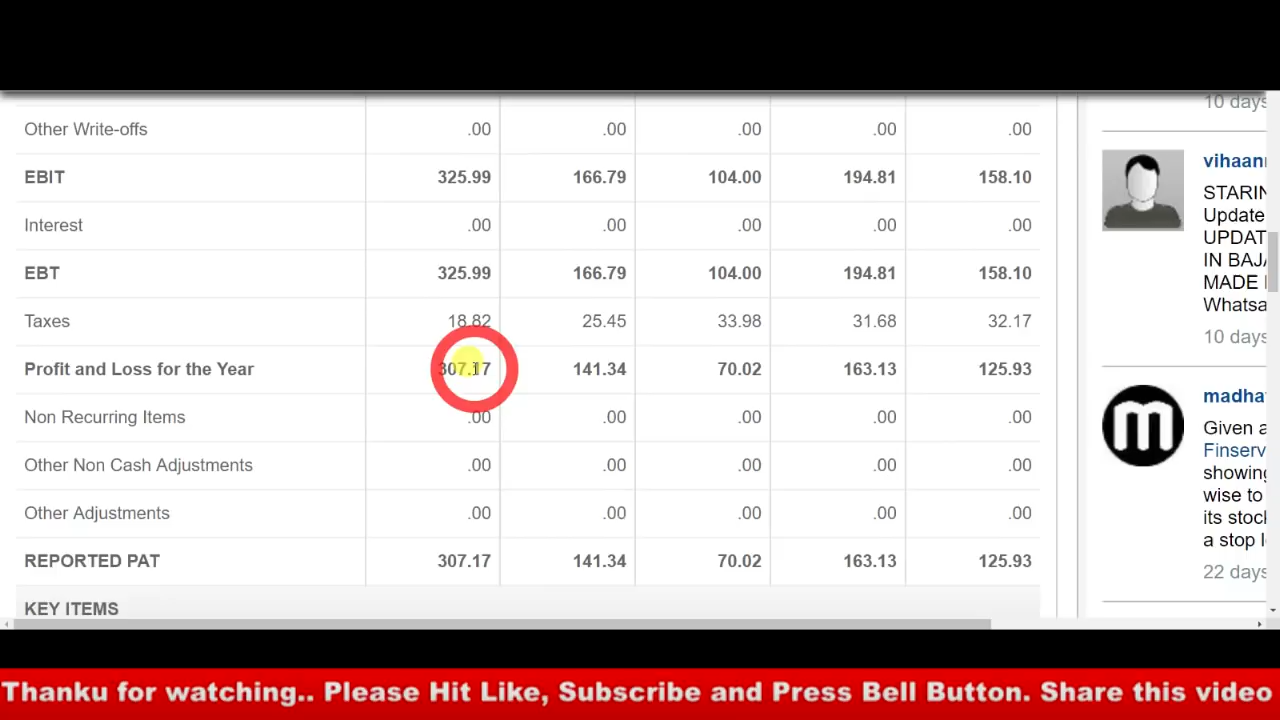 Other Write-offs .00 .00 .00 .00 .00
EBIT 325.99 166.79 104.00 194.81 158.10
Interest .00 .00 .00 .00 .00
EBT 325.99 166.79 104.00 194.81 158.10
Taxes 18.82 25.45 33.98 31.68 32.17
Profit and Loss for the Year 307.17 141.34 70.02 163.13 125.93
Non Recurring Items .00 .00 .00 .00 .00
Other Non Cash Adjustments .00 .00 .00 .00 .00
Other Adjustments .00 .00 .00 .00 .00
REPORTED PAT 307.17 141.34 70.02 163.13 125.93
KEY ITEMS
10 days
vihaan
STARIN
Update
UPDAT
IN BAJA
MADE
Whatsa
10 days
madha
Given a
Finserv
showing
wise to
its stock
a stop l
22 days
Thanku for watching.. Please Hit Like, Subscribe and Press Bell Button. Share this video